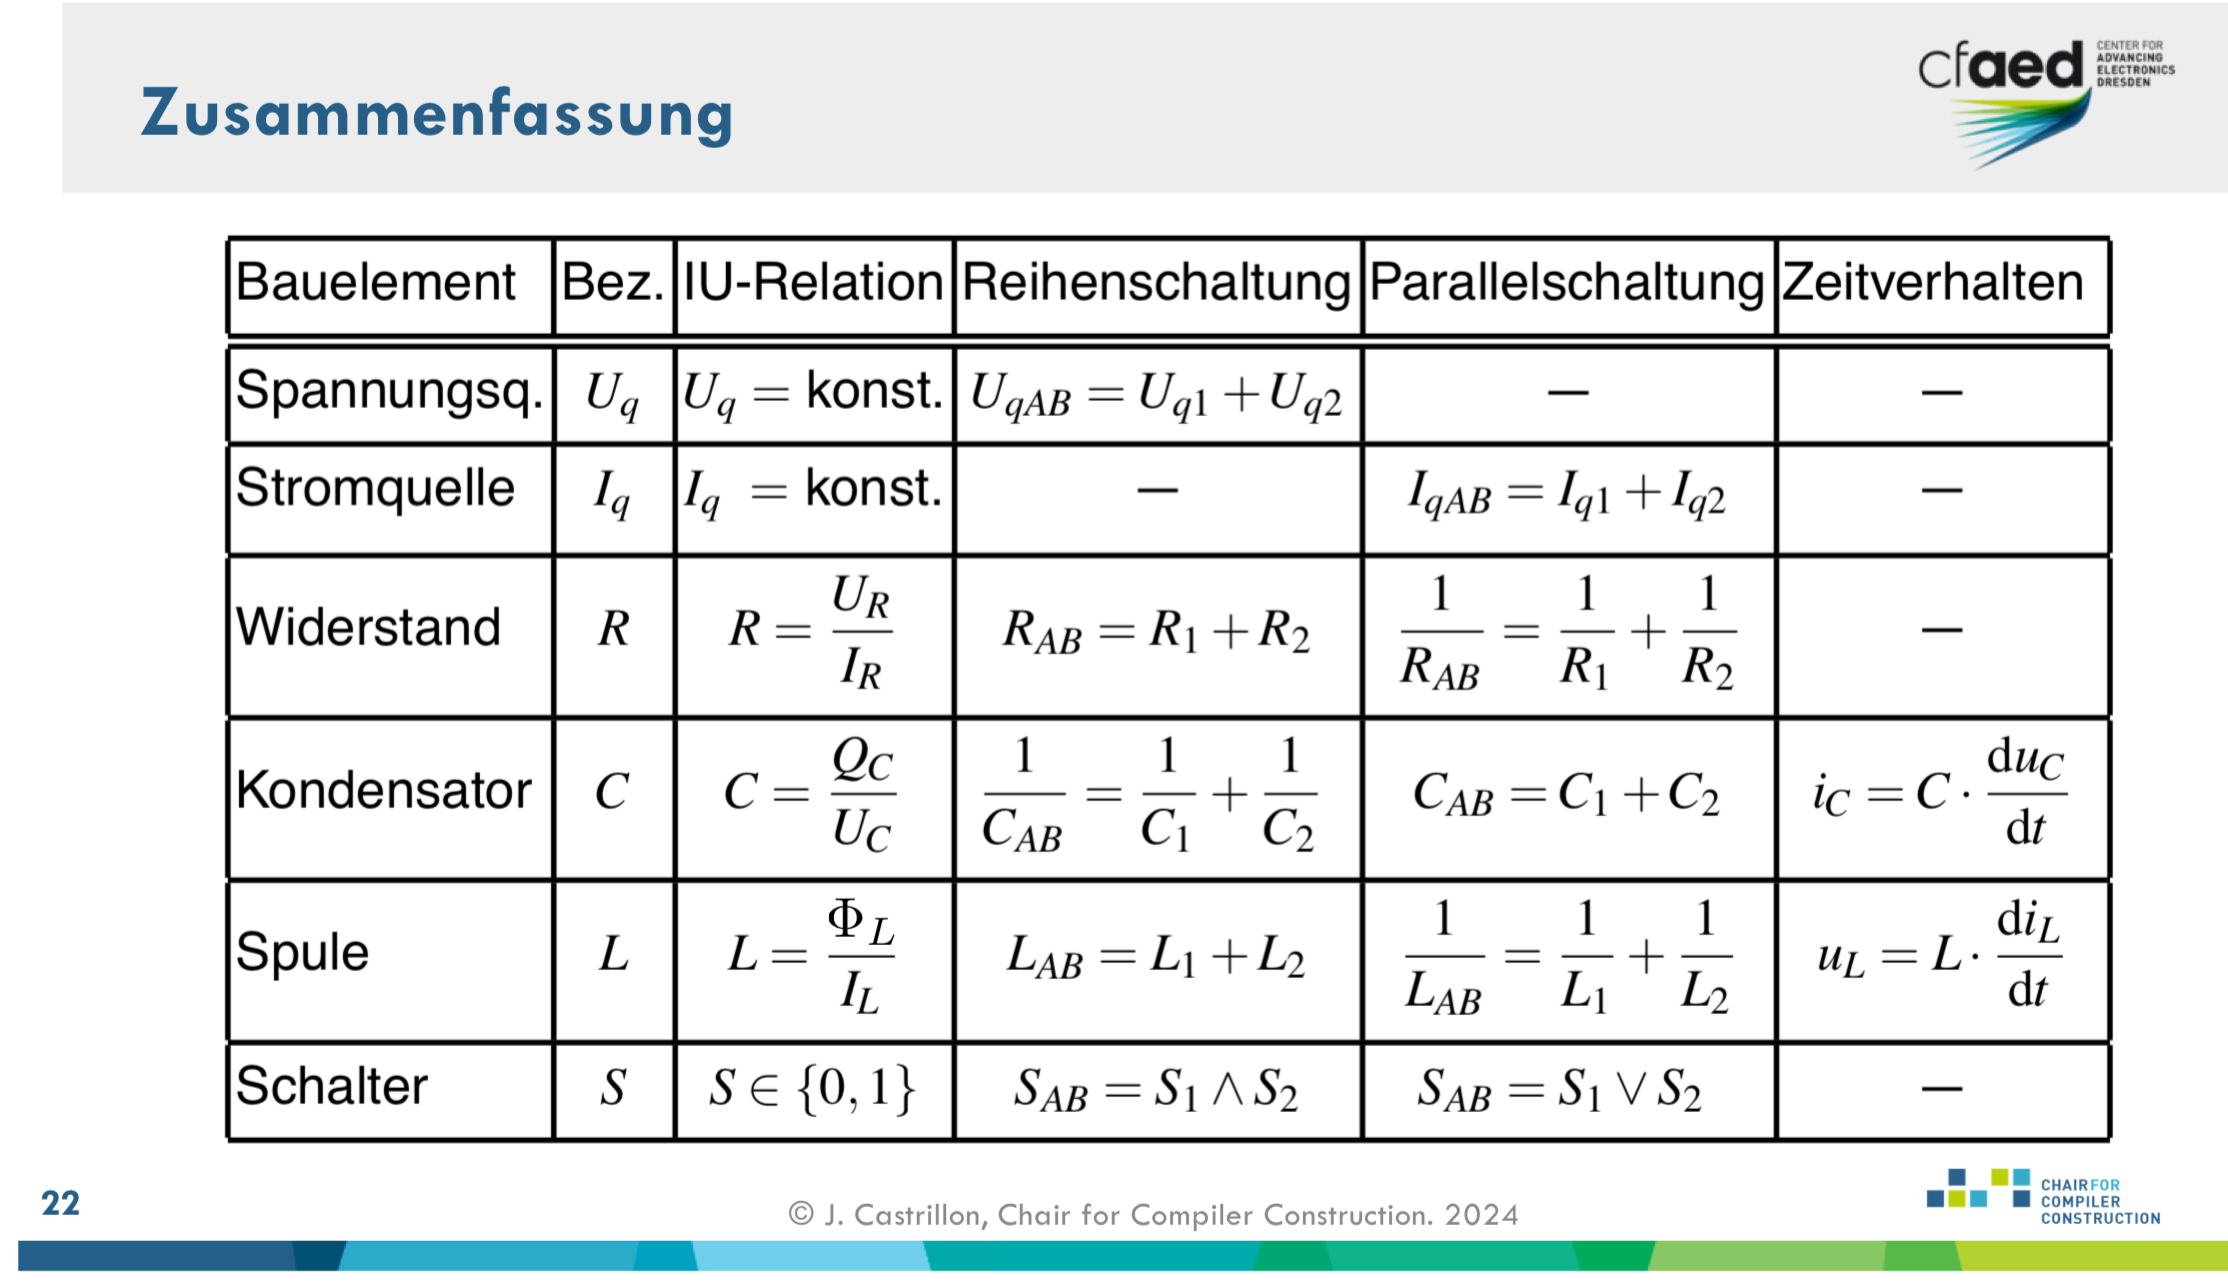 Zusammenfassung
cfaed CENTER FOR
ADVANCING
ELECTRONICS
DRESDEN
Bauelement Bez. IU-Relation Reihenschaltung Parallelschaltung Zeitverhalten
Spannungsq. U_q U_q = konst. U_{qAB} = U_{q1} + U_{q2} — —
Stromquelle I_q I_q = konst. — I_{qAB} = I_{q1} + I_{q2} —
Widerstand R R = \frac{U_R}{I_R} R_{AB} = R_1 + R_2 \frac{1}{R_{AB}} = \frac{1}{R_1} + \frac{1}{R_2} —
Kondensator C C = \frac{Q_C}{U_C} \frac{1}{C_{AB}} = \frac{1}{C_1} + \frac{1}{C_2} C_{AB} = C_1 + C_2 i_C = C · \frac{du_C}{dt}
Spule L L = \frac{Φ_L}{I_L} L_{AB} = L_1 + L_2 \frac{1}{L_{AB}} = \frac{1}{L_1} + \frac{1}{L_2} u_L = L · \frac{di_L}{dt}
Schalter S S ∈ {0, 1} S_{AB} = S_1 ∧ S_2 S_{AB} = S_1 ∨ S_2 —
22
© J. Castrillon, Chair for Compiler Construction. 2024
CHAIR FOR
COMPILER
CONSTRUCTION